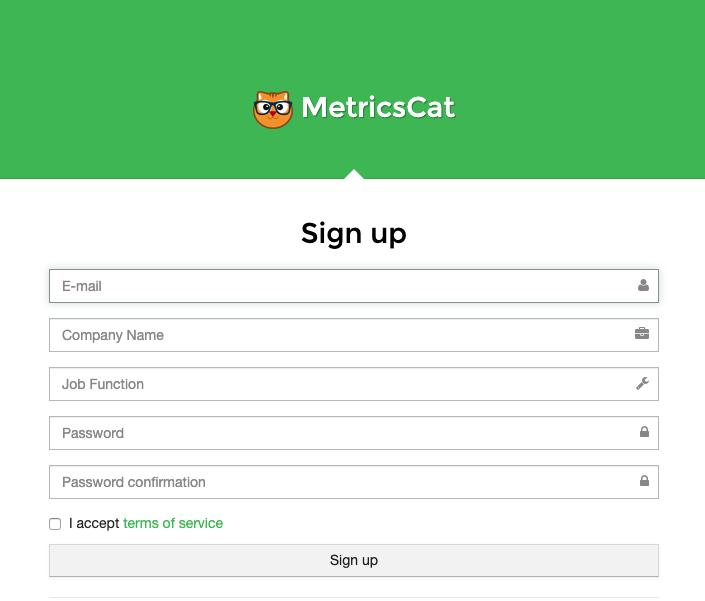 MetricsCat
Sign up
E-mail
Company Name
Job Function
Password
Password confirmation
I accept terms of service
Sign up